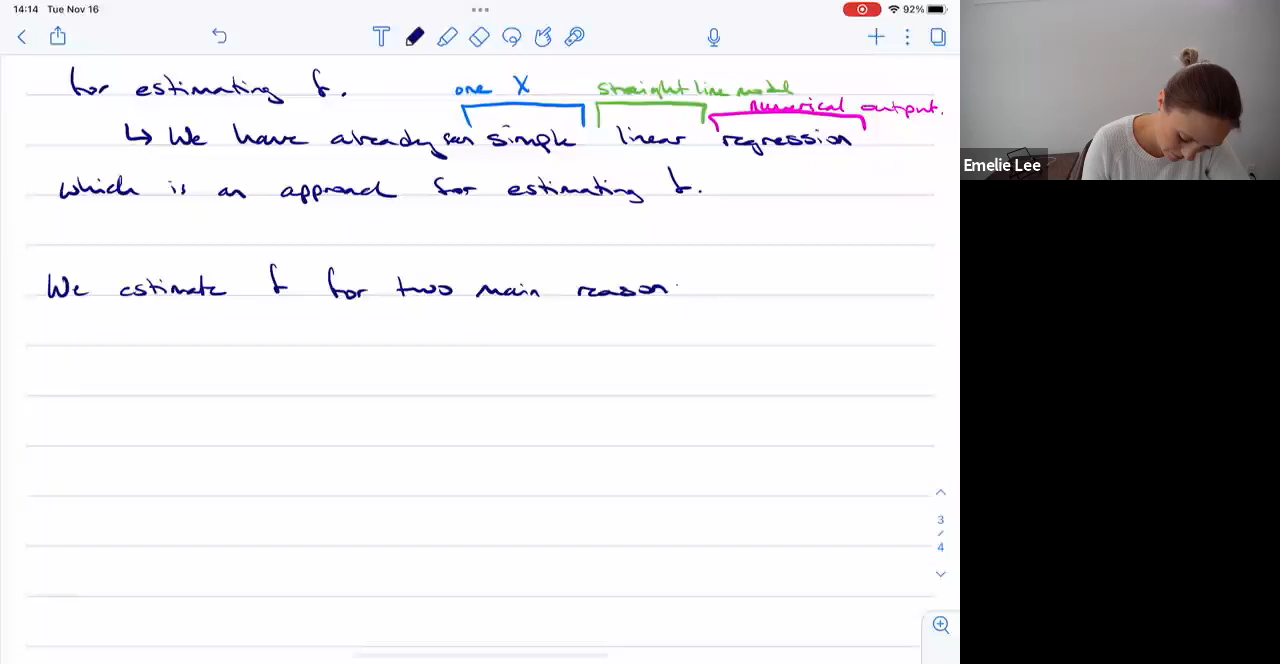 14:14 Tue Nov 16
92%
for estimating f.
one X
straight line model
numerical output.
↳ We have already seen simple linear regression
which is an approach for estimating f.
We estimate f for two main reason
3
/
4
Emelie Lee